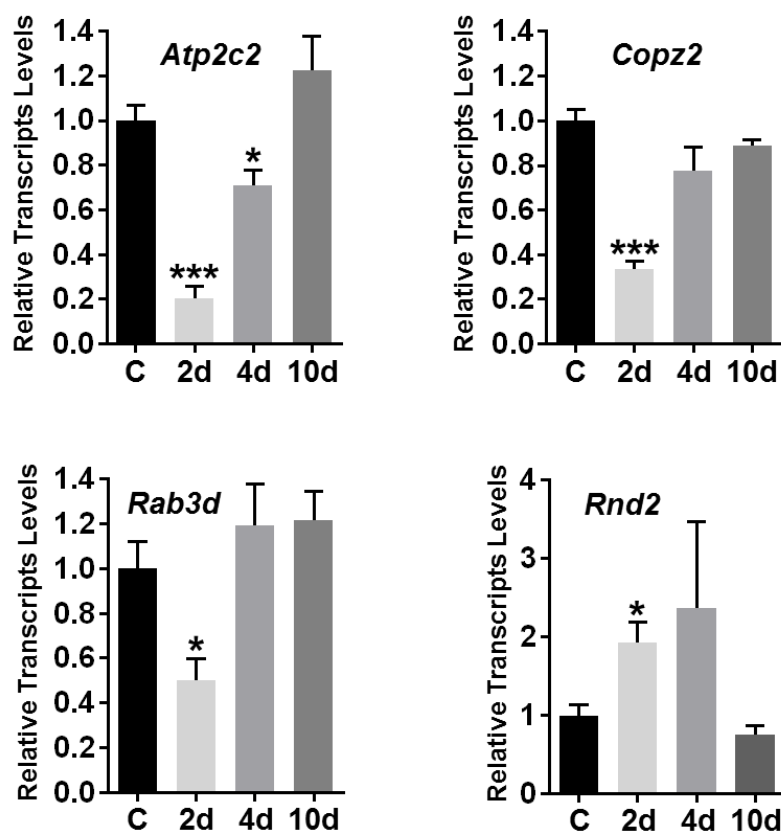 Relative Transcripts Levels
1.4
1.2
1.0
0.8
0.6
0.4
0.2
0.0
Atp2c2
***
*
C 2d 4d 10d
Relative Transcripts Levels
1.4
1.2
1.0
0.8
0.6
0.4
0.2
0.0
Copz2
***
C 2d 4d 10d
Relative Transcripts Levels
1.4
1.2
1.0
0.8
0.6
0.4
0.2
0.0
Rab3d
*
C 2d 4d 10d
Relative Transcripts Levels
4
3
2
1
0
Rnd2
*
C 2d 4d 10d